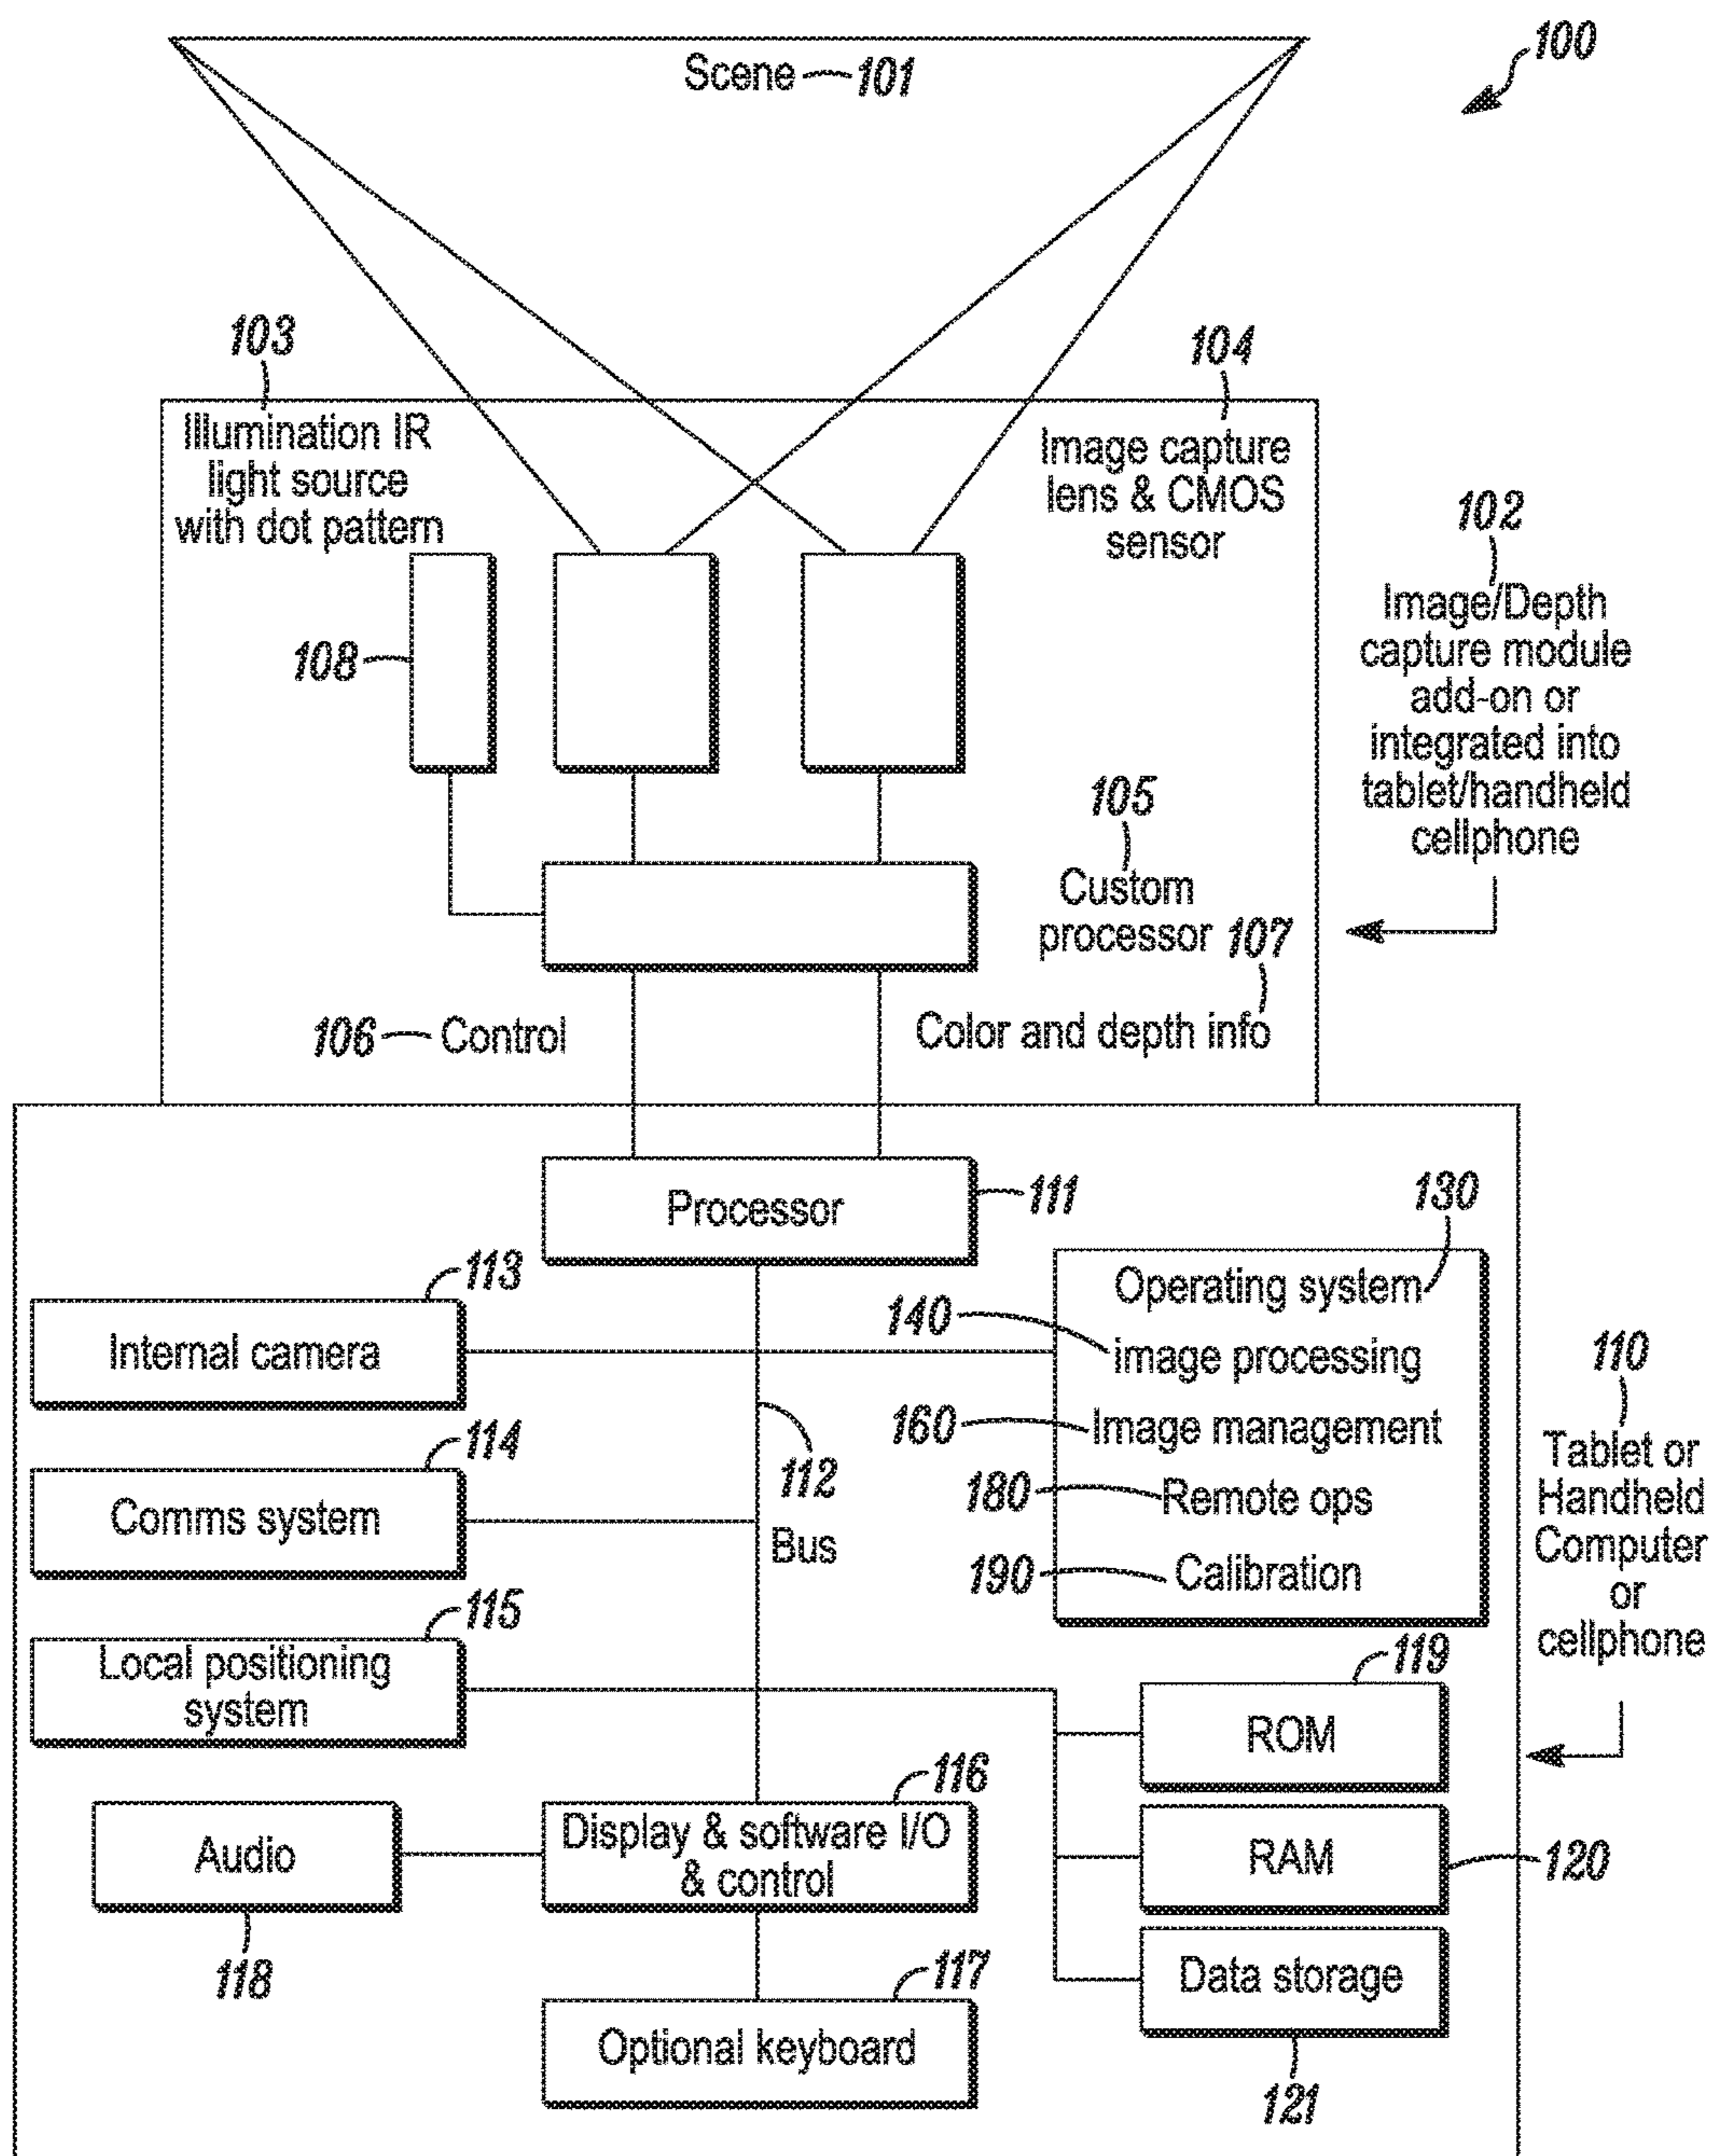 100
Scene 101
103
Illumination IR
light source
with dot pattern
104
Image capture
lens & CMOS
sensor
102
Image/Depth
capture module
add-on or
integrated into
tablet/handheld
cellphone
108
105
Custom
processor
107
106 Control
Color and depth info
Processor
111
130
Operating system
140
image processing
160
Image management
180
Remote ops
190
Calibration
113
Internal camera
114
Comms system
112
Bus
110
Tablet or
Handheld
Computer
or
cellphone
115
Local positioning
system
119
ROM
116
Display & software I/O
& control
Audio
118
RAM
120
117
Optional keyboard
Data storage
121